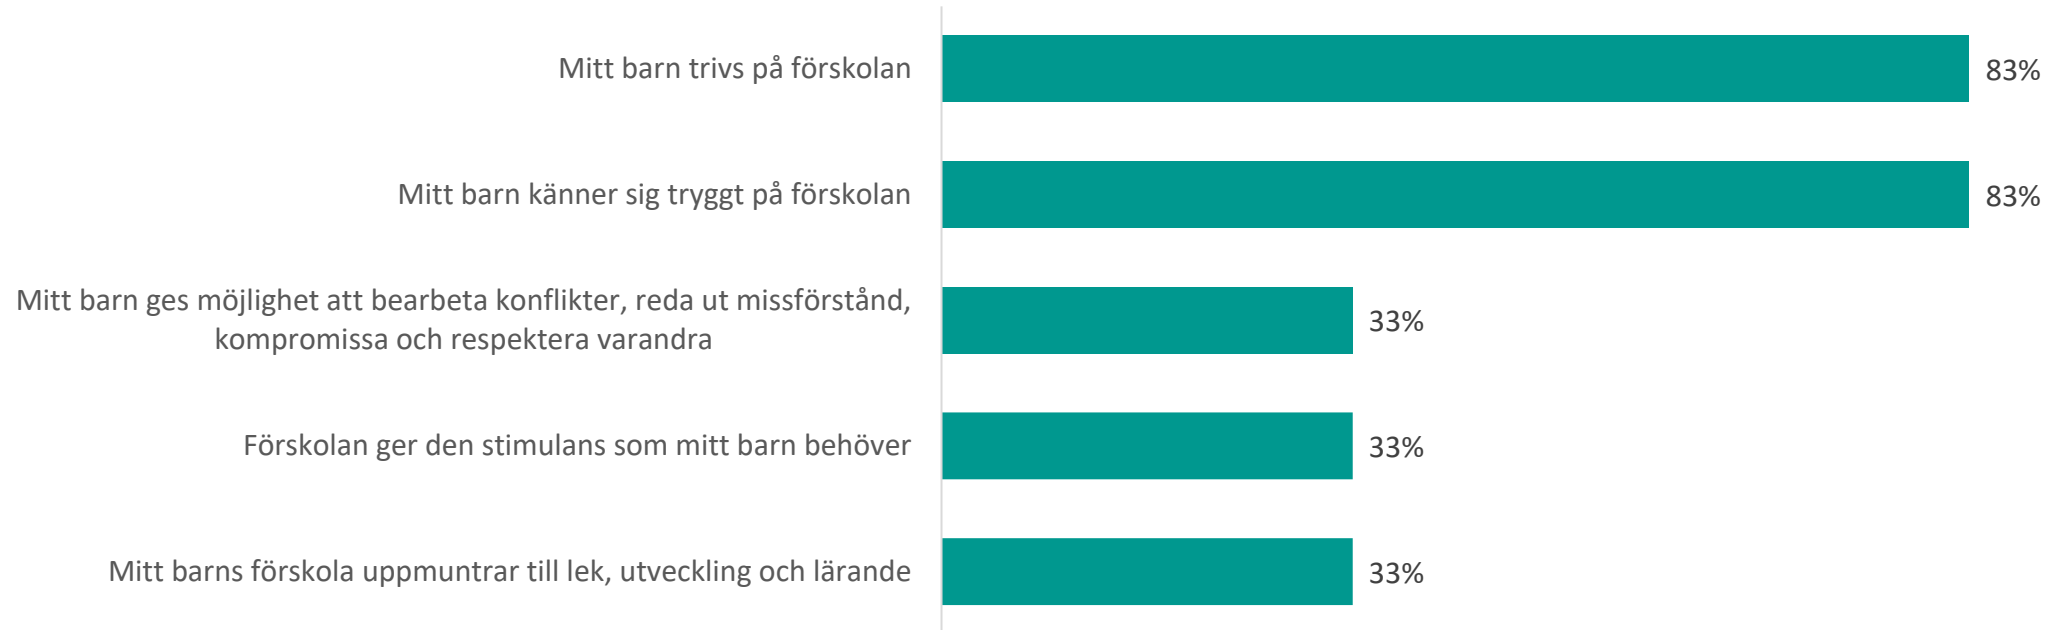 Mitt barn trivs på förskolan
83%
Mitt barn känner sig tryggt på förskolan
83%
Mitt barn ges möjlighet att bearbeta konflikter, reda ut missförstånd,
kompromissa och respektera varandra
33%
Förskolan ger den stimulans som mitt barn behöver
33%
Mitt barns förskola uppmuntrar till lek, utveckling och lärande
33%